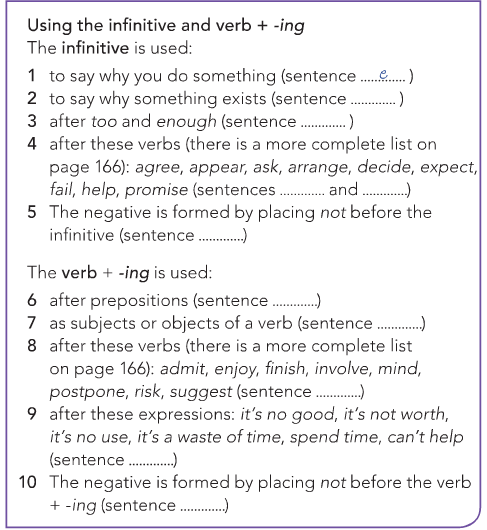 Using the infinitive and verb + -ing
The infinitive is used:
1 to say why you do something (sentence ......e...... )
2 to say why something exists (sentence ............. )
3 after too and enough (sentence ............. )
4 after these verbs (there is a more complete list on
page 166): agree, appear, ask, arrange, decide, expect,
fail, help, promise (sentences ............. and .............)
5 The negative is formed by placing not before the
infinitive (sentence .............)
The verb + -ing is used:
6 after prepositions (sentence .............)
7 as subjects or objects of a verb (sentence .............)
8 after these verbs (there is a more complete list
on page 166): admit, enjoy, finish, involve, mind,
postpone, risk, suggest (sentence .............)
9 after these expressions: it's no good, it's not worth,
it's no use, it's a waste of time, spend time, can't help
(sentence .............)
10 The negative is formed by placing not before the verb
+ -ing (sentence .............)